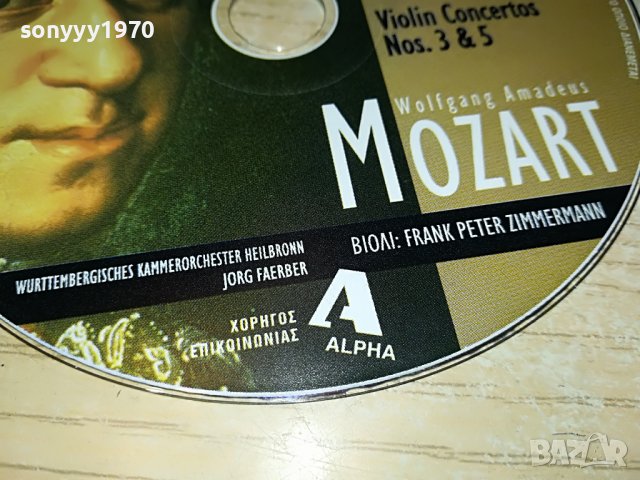 sonyyy1970
Violin Concertos
Nos. 3 & 5
Wolfgang Amadeus
MOZART
ΒΙΟΛΙ: FRANK PETER ZIMMERMANN
WURTTEMBERGISCHES KAMMERORCHESTER HEILBRONN
JORG FAERBER
ΧΟΡΗΓΟΣ
ΕΠΙΚΟΙΝΩΝΙΑΣ
ALPHA
BAZAR